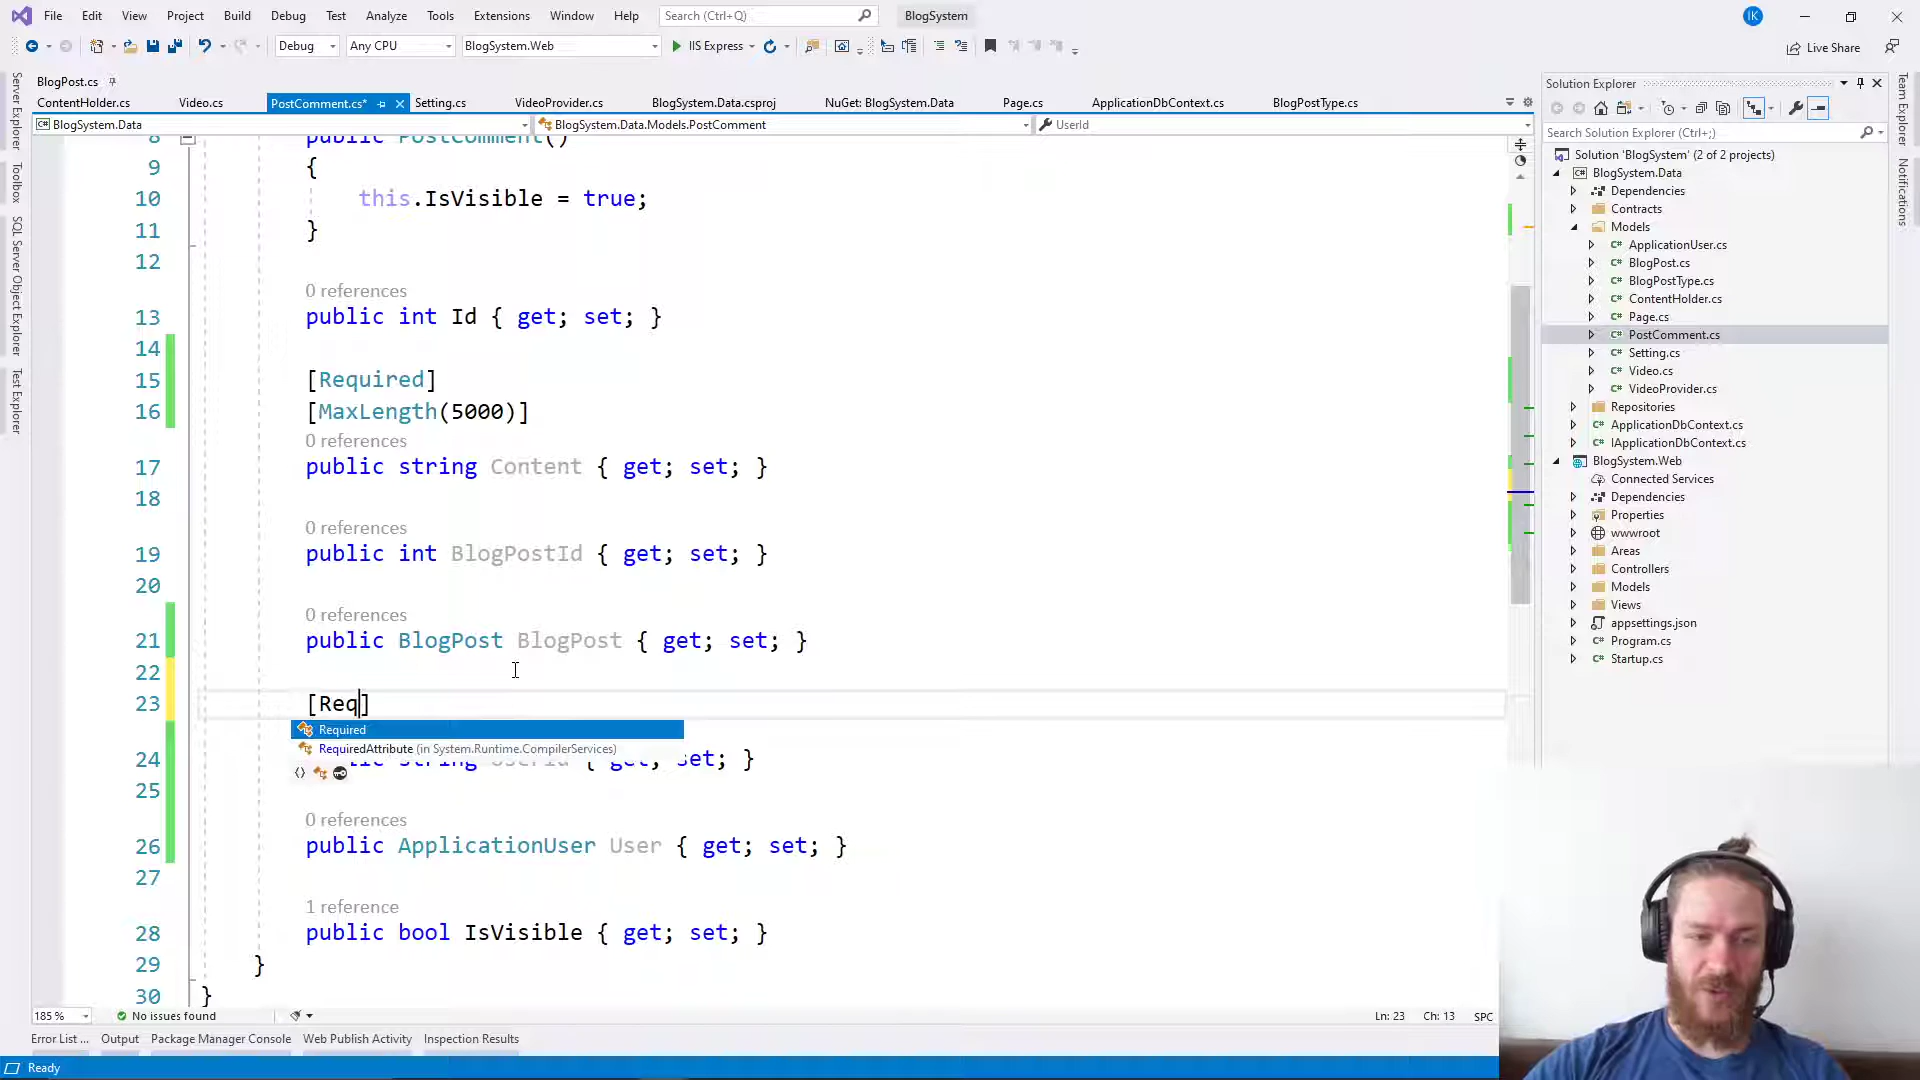 File Edit View Project Build Debug Test Analyze Tools Extensions Window Help Search (Ctrl+Q) BlogSystem IK
Debug Any CPU BlogSystem.Web IIS Express Live Share
BlogPost.cs
ContentHolder.cs Video.cs PostComment.cs* Setting.cs VideoProvider.cs BlogSystem.Data.csproj NuGet: BlogSystem.Data Page.cs ApplicationDbContext.cs BlogPostType.cs
BlogSystem.Data BlogSystem.Data.Models.PostComment UserId
Server Explorer
Toolbox
SQL Server Object Explorer
Test Explorer
8 public PostComment()
9 {
10 this.IsVisible = true;
11 }
12
0 references
13 public int Id { get; set; }
14
15 [Required]
16 [MaxLength(5000)]
0 references
17 public string Content { get; set; }
18
0 references
19 public int BlogPostId { get; set; }
20
0 references
21 public BlogPost BlogPost { get; set; }
22
23 [Req]
Required
RequiredAttribute (in System.Runtime.CompilerServices)
24 public string UserId { get; set; }
25
0 references
26 public ApplicationUser User { get; set; }
27
1 reference
28 public bool IsVisible { get; set; }
29 }
30 }
185 % No issues found Ln: 23 Ch: 13 SPC
Error List ... Output Package Manager Console Web Publish Activity Inspection Results
Ready
Solution Explorer
Search Solution Explorer (Ctrl+;)
Solution 'BlogSystem' (2 of 2 projects)
BlogSystem.Data
Dependencies
Contracts
Models
ApplicationUser.cs
BlogPost.cs
BlogPostType.cs
ContentHolder.cs
Page.cs
PostComment.cs
Setting.cs
Video.cs
VideoProvider.cs
Repositories
ApplicationDbContext.cs
IApplicationDbContext.cs
BlogSystem.Web
Connected Services
Dependencies
Properties
wwwroot
Areas
Controllers
Models
Views
appsettings.json
Program.cs
Startup.cs
Team Explorer
Notifications